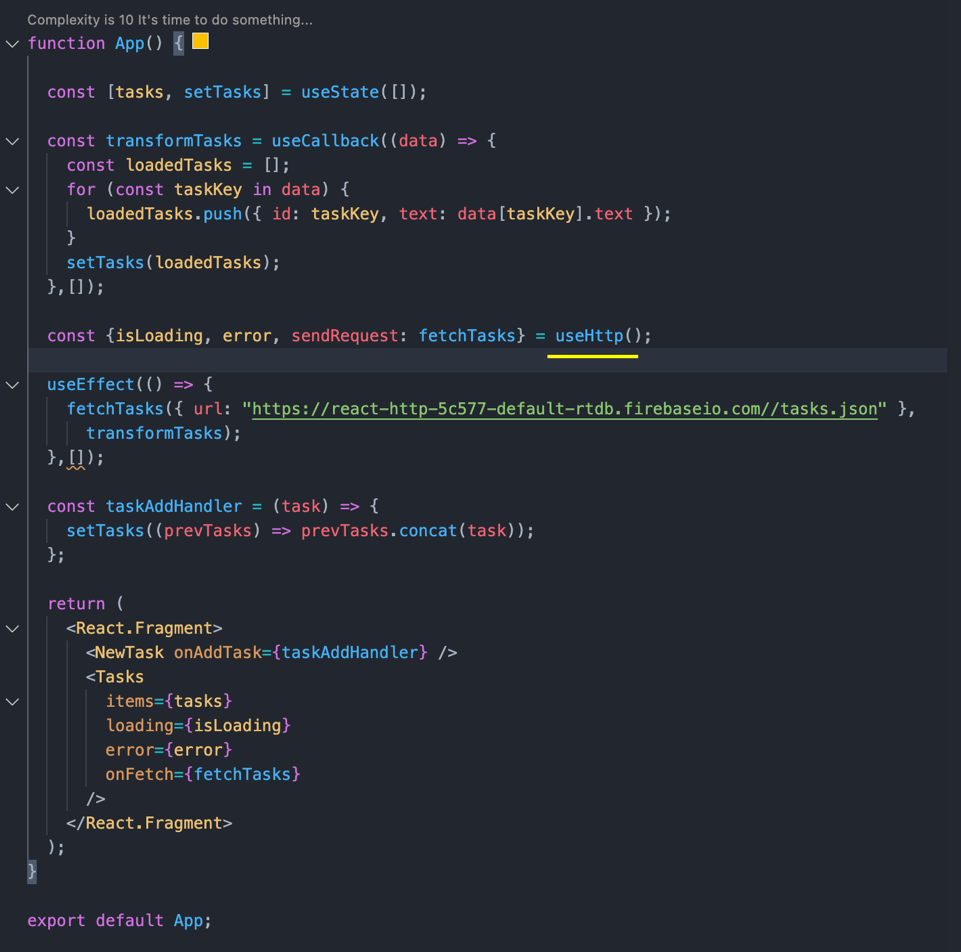 Complexity is 10 It's time to do something...
function App() {
const [tasks, setTasks] = useState([]);
const transformTasks = useCallback((data) => {
const loadedTasks = [];
for (const taskKey in data) {
loadedTasks.push({ id: taskKey, text: data[taskKey].text });
}
setTasks(loadedTasks);
},[]);
const {isLoading, error, sendRequest: fetchTasks} = useHttp();
useEffect(() => {
fetchTasks({ url: "https://react-http-5c577-default-rtdb.firebaseio.com//tasks.json" },
transformTasks);
},[]);
const taskAddHandler = (task) => {
setTasks((prevTasks) => prevTasks.concat(task));
};
return (
<React.Fragment>
<NewTask onAddTask={taskAddHandler} />
<Tasks
items={tasks}
loading={isLoading}
error={error}
onFetch={fetchTasks}
/>
</React.Fragment>
);
}
export default App;